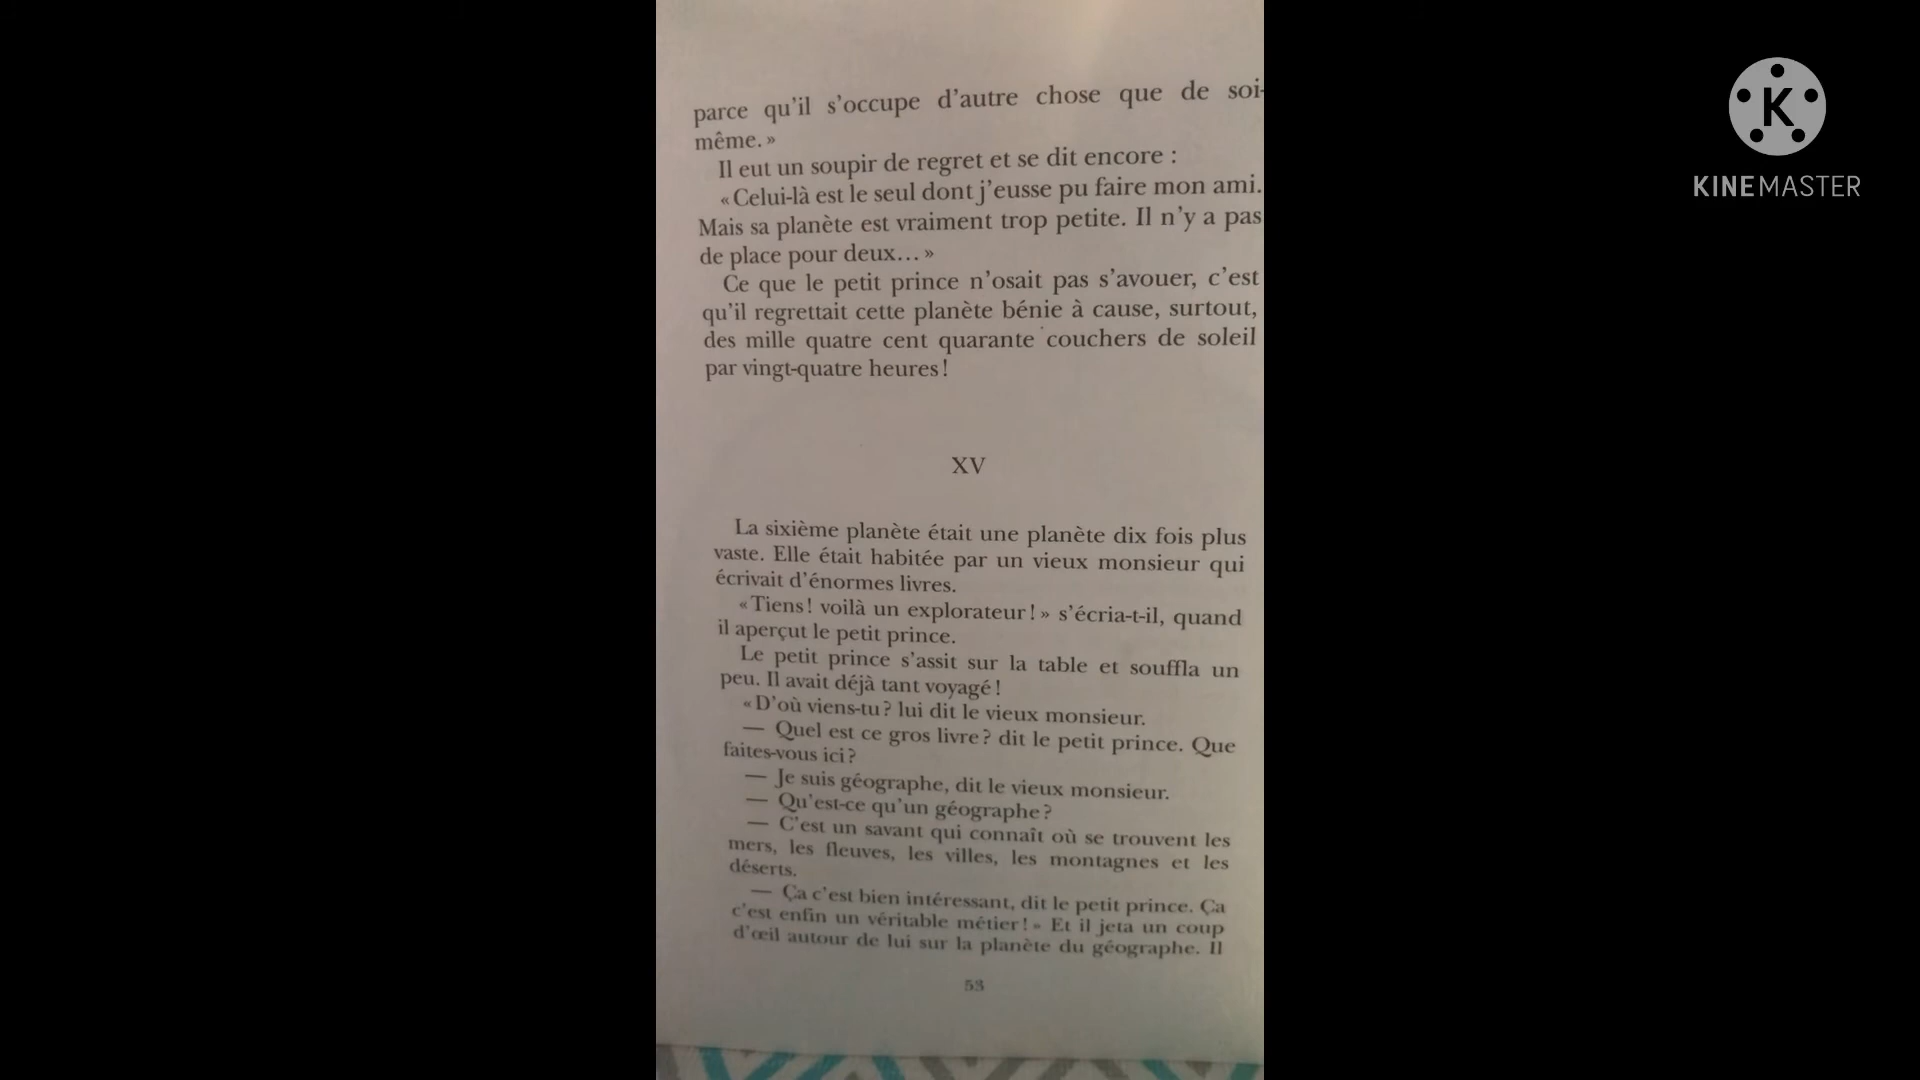 parce qu'il s'occupe d'autre chose que de soi-
même. »
Il eut un soupir de regret et se dit encore :
« Celui-là est le seul dont j'eusse pu faire mon ami.
Mais sa planète est vraiment trop petite. Il n'y a pas
de place pour deux... »
Ce que le petit prince n'osait pas s'avouer, c'est
qu'il regrettait cette planète bénie à cause, surtout,
des mille quatre cent quarante couchers de soleil
par vingt-quatre heures !
XV
La sixième planète était une planète dix fois plus
vaste. Elle était habitée par un vieux monsieur qui
écrivait d'énormes livres.
« Tiens ! voilà un explorateur ! » s'écria-t-il, quand
il aperçut le petit prince.
Le petit prince s'assit sur la table et souffla un
peu. Il avait déjà tant voyagé !
« D'où viens-tu ? lui dit le vieux monsieur.
— Quel est ce gros livre ? dit le petit prince. Que
faites-vous ici ?
— Je suis géographe, dit le vieux monsieur.
— Qu'est-ce qu'un géographe ?
— C'est un savant qui connaît où se trouvent les
mers, les fleuves, les villes, les montagnes et les
déserts.
— Ça c'est bien intéressant, dit le petit prince. Ça
c'est enfin un véritable métier ! » Et il jeta un coup
d'œil autour de lui sur la planète du géographe. Il
53
K
KINEMASTER